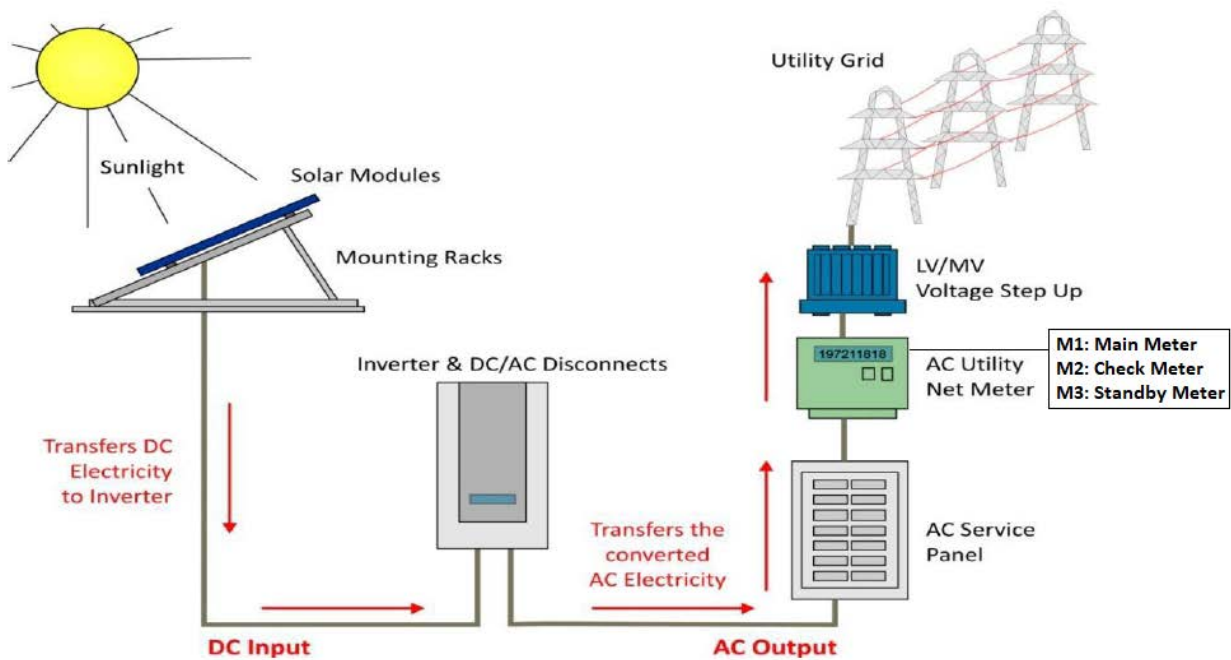 Sunlight
Solar Modules
Mounting Racks
Utility Grid
LV/MV
Voltage Step Up
197211818
AC Utility
Net Meter
M1: Main Meter
M2: Check Meter
M3: Standby Meter
Inverter & DC/AC Disconnects
Transfers DC
Electricity
to Inverter
Transfers the
converted
AC Electricity
AC Service
Panel
DC Input
AC Output